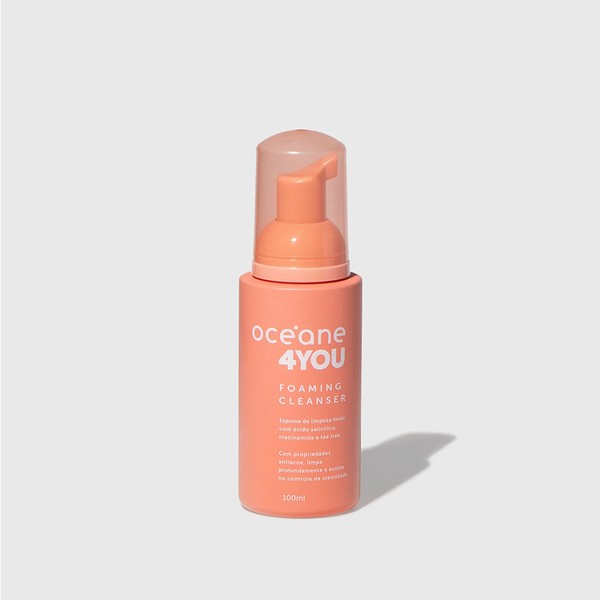 oceane
4YOU
FOAMING
CLEANSER
Espuma de limpeza facial
com ácido salicílico,
niacinamida e tea tree
Com propriedades
antiacne, limpa
profundamente e auxilia
no controle da oleosidade
100ml